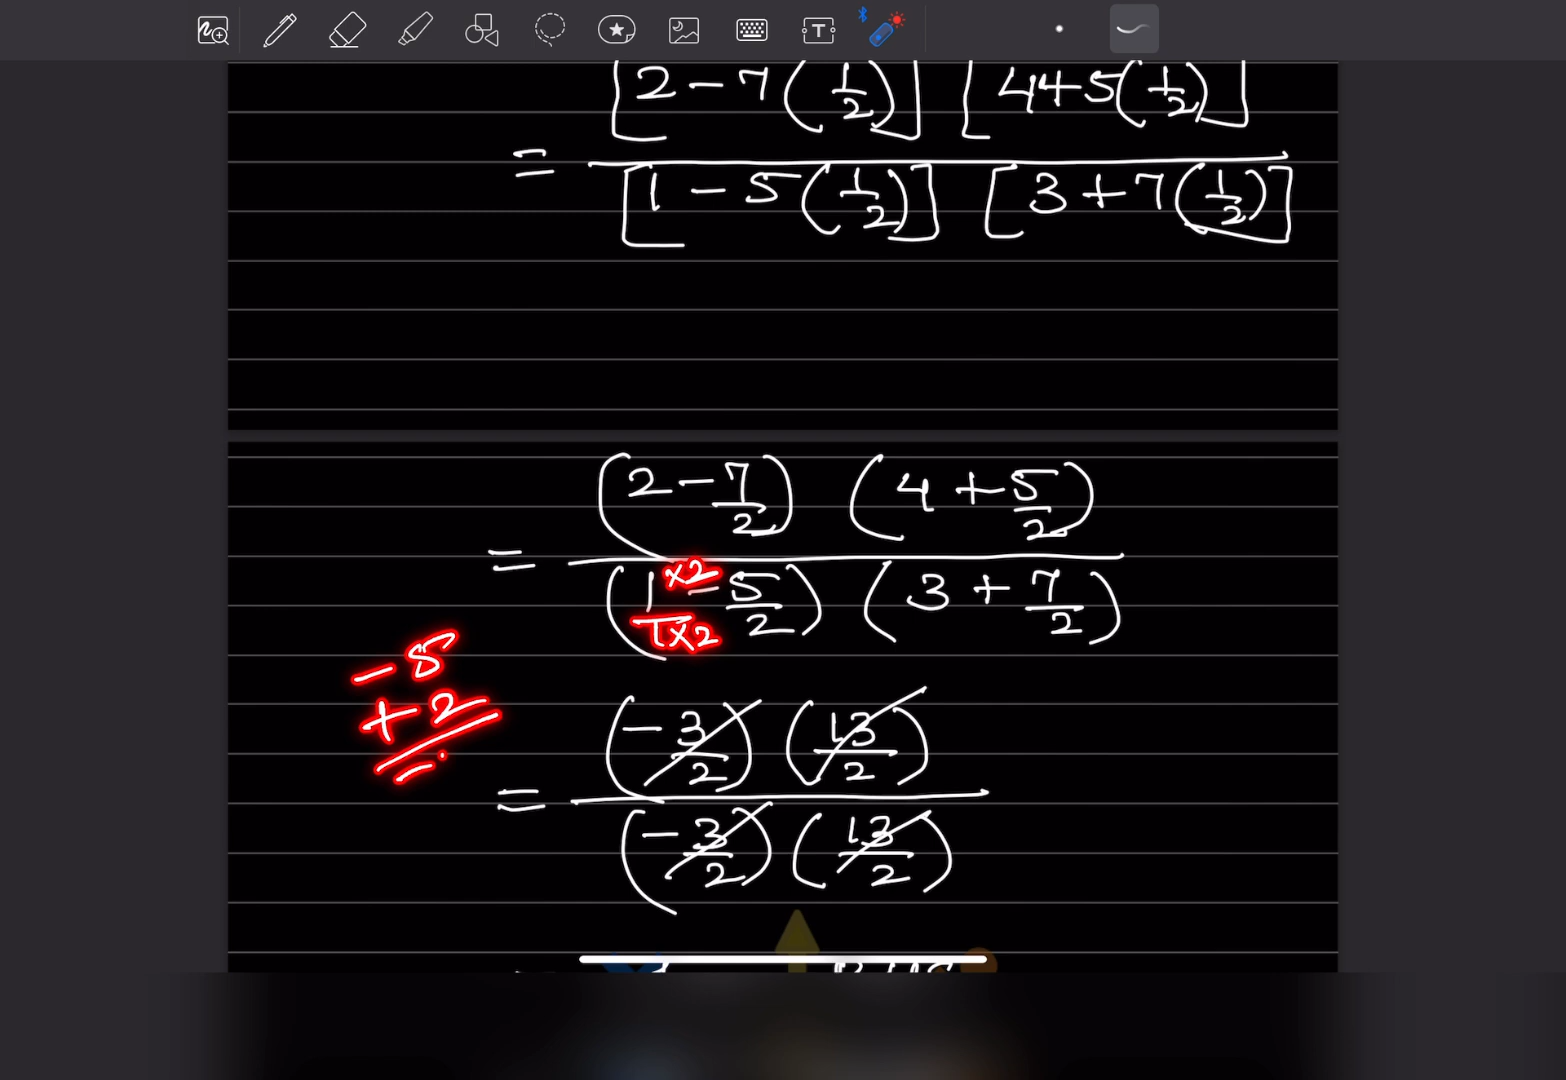 [2 - 7(1/2)] [4+5(1/2)]
=
[1 - 5(1/2)] [3 + 7(1/2)]
(2 - 7/2) (4 + 5/2)
=
(1 ×2 - 5/2) (3 + 7/2)
1×2
- 5
+ 2
(-3/2) (13/2)
=
(-3/2) (13/2)